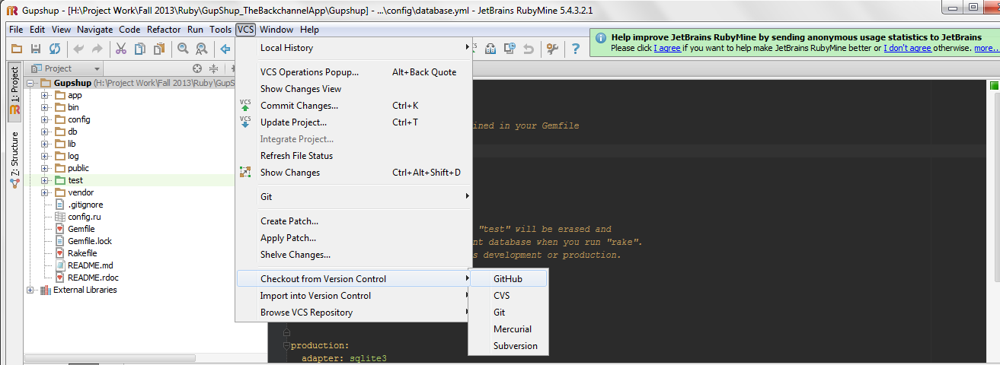 Gupshup - [H:\Project Work\Fall 2013\Ruby\GupShup_TheBackchannelApp\Gupshup] - ...\config\database.yml - JetBrains RubyMine 5.4.3.2.1
File Edit View Navigate Code Refactor Run Tools VCS Window Help
Help improve JetBrains RubyMine by sending anonymous usage statistics to JetBrains
Please click I agree if you want to help make JetBrains RubyMine better or I don't agree otherwise. more...
1: Project
Z: Structure
Project
Gupshup (H:\Project Work\Fall 2013\Ruby\GupS
app
bin
config
db
lib
log
public
test
vendor
.gitignore
config.ru
Gemfile
Gemfile.lock
Rakefile
README.md
README.rdoc
External Libraries
Local History
VCS Operations Popup... Alt+Back Quote
Show Changes View
VCS Commit Changes... Ctrl+K
VCS Update Project... Ctrl+T
Integrate Project...
Refresh File Status
Show Changes Ctrl+Alt+Shift+D
Git
Create Patch...
Apply Patch...
Shelve Changes...
Checkout from Version Control
Import into Version Control
Browse VCS Repository
GitHub
CVS
Git
Mercurial
Subversion
ined in your Gemfile
"test" will be erased and
nt database when you run "rake".
s development or production.
production:
adapter: sqlite3